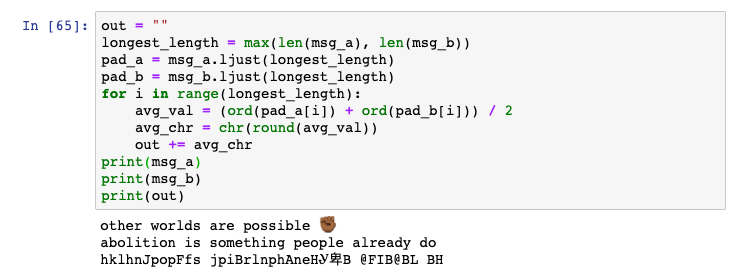 In [65]:
out = ""
longest_length = max(len(msg_a), len(msg_b))
pad_a = msg_a.ljust(longest_length)
pad_b = msg_b.ljust(longest_length)
for i in range(longest_length):
    avg_val = (ord(pad_a[i]) + ord(pad_b[i])) / 2
    avg_chr = chr(round(avg_val))
    out += avg_chr
print(msg_a)
print(msg_b)
print(out)
other worlds are possible ✊🏾
abolition is something people already do
hklhnJpopFfs jpiBrlnphAneHᎽ卑B @FIB@BL BH